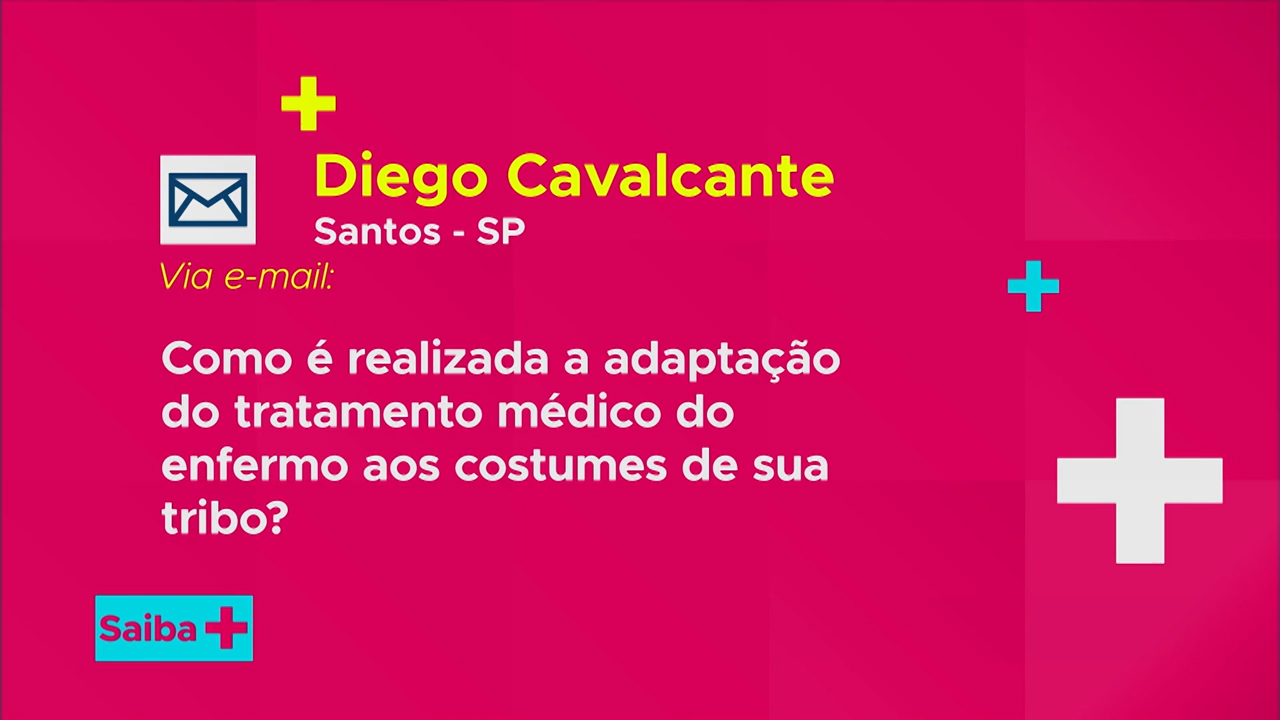 Diego Cavalcante
Santos - SP
Via e-mail:
Como é realizada a adaptação
do tratamento médico do
enfermo aos costumes de sua
tribo?
Saiba+